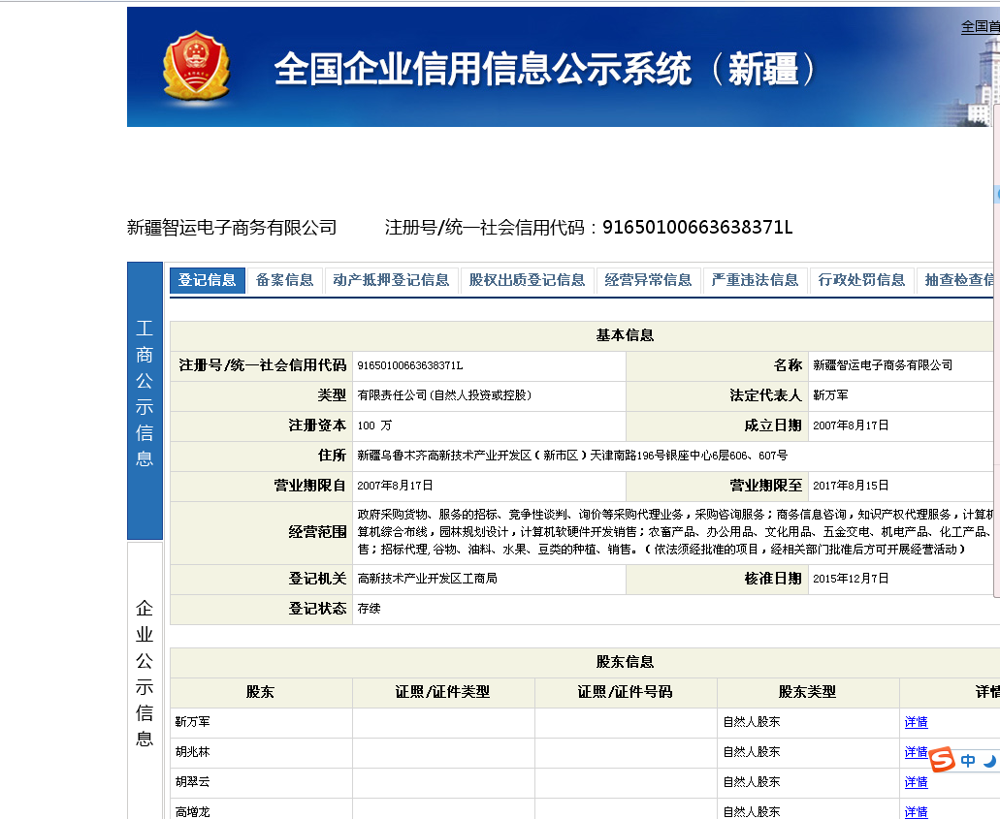 全国首
全国企业信用信息公示系统（新疆）
新疆智运电子商务有限公司 注册号/统一社会信用代码：91650100663638371L
工商公示信息
企业公示信息
登记信息 备案信息 动产抵押登记信息 股权出质登记信息 经营异常信息 严重违法信息 行政处罚信息 抽查检查信
基本信息
注册号/统一社会信用代码 91650100663638371L 名称 新疆智运电子商务有限公司
类型 有限责任公司(自然人投资或控股) 法定代表人 靳万军
注册资本 100 万 成立日期 2007年8月17日
住所 新疆乌鲁木齐高新技术产业开发区（新市区）天津南路196号银座中心6层606、607号
营业期限自 2007年8月17日 营业期限至 2017年8月15日
经营范围 政府采购货物、服务的招标、竞争性谈判、询价等采购代理业务，采购咨询服务；商务信息咨询，知识产权代理服务，计算机
算机综合布线，园林规划设计，计算机软硬件开发销售；农畜产品、办公用品、文化用品、五金交电、机电产品、化工产品、
售；招标代理,谷物、油料、水果、豆类的种植、销售。（依法须经批准的项目，经相关部门批准后方可开展经营活动）
登记机关 高新技术产业开发区工商局 核准日期 2015年12月7日
登记状态 存续
股东信息
股东 证照/证件类型 证照/证件号码 股东类型 详情
靳万军 自然人股东 详情
胡兆林 自然人股东 详情
胡翠云 自然人股东 详情
高增龙 自然人股东 详情
S 中